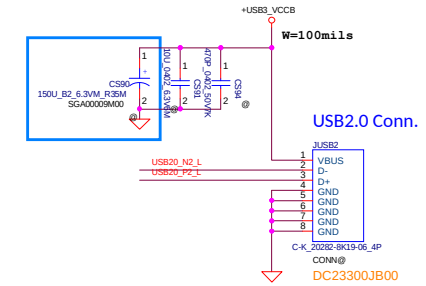 +USB3_VCCB
W=100mils
1
+
CS90
150U_B2_6.3VM_R35M
SGA00009M00
2
@
10U_0402_6.3V6M
CS91
1
2
@
470P_0402_50V7K
CS94
1
2
@
USB2.0 Conn.
JUSB2
1 VBUS
USB20_N2_L 2 D-
USB20_P2_L 3 D+
4 GND
5 GND
6 GND
7 GND
8 GND
C-K_20282-8K19-06_4P
CONN@
DC23300JB00